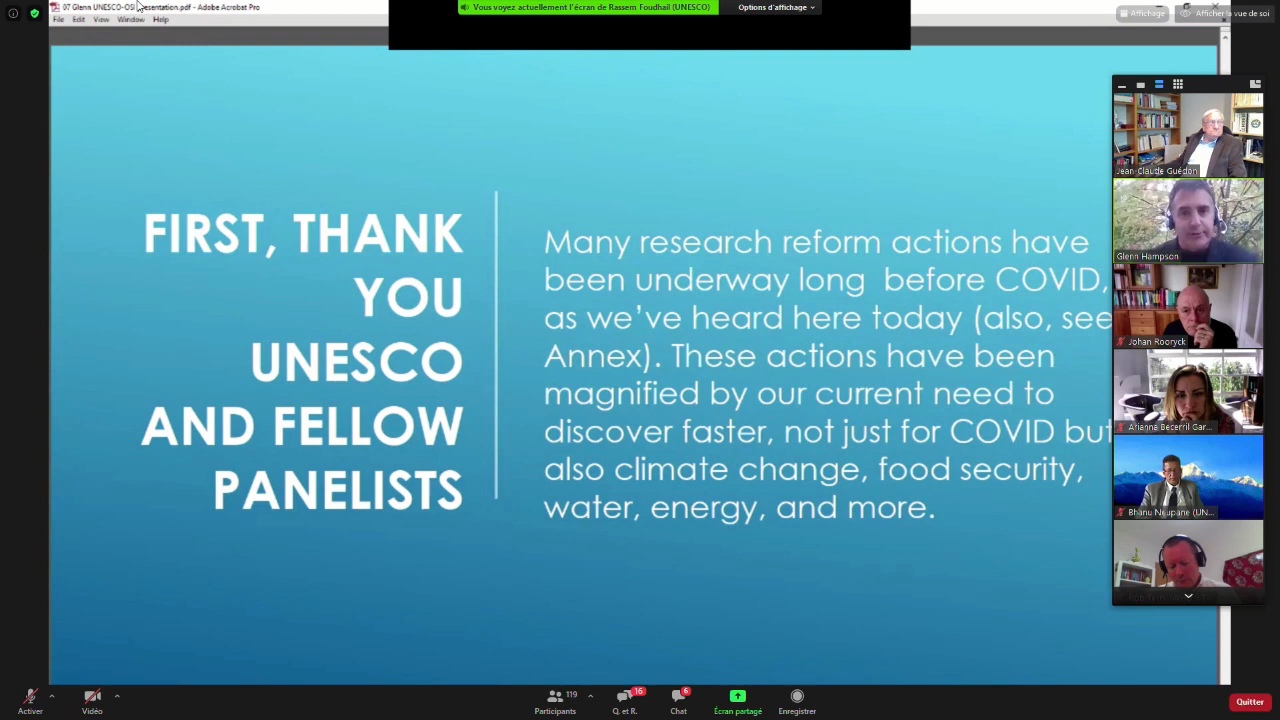 07 Glenn UNESCO-OSI Presentation.pdf - Adobe Acrobat Pro
File Edit View Window Help
Vous voyez actuellement l'écran de Rassem Foudhail (UNESCO)
Options d'affichage
Affichage
Afficher la vue de soi
FIRST, THANK
YOU
UNESCO
AND FELLOW
PANELISTS
Many research reform actions have
been underway long before COVID,
as we've heard here today (also, see
Annex). These actions have been
magnified by our current need to
discover faster, not just for COVID but
also climate change, food security,
water, energy, and more.
Jean-Claude Guédon
Glenn Hampson
Johan Rooryck
Arianna Becerril Gar...
Bhanu Neupane (UN...
Activer
Vidéo
119
Participants
16
Q. et R.
6
Chat
Écran partagé
Enregistrer
Quitter